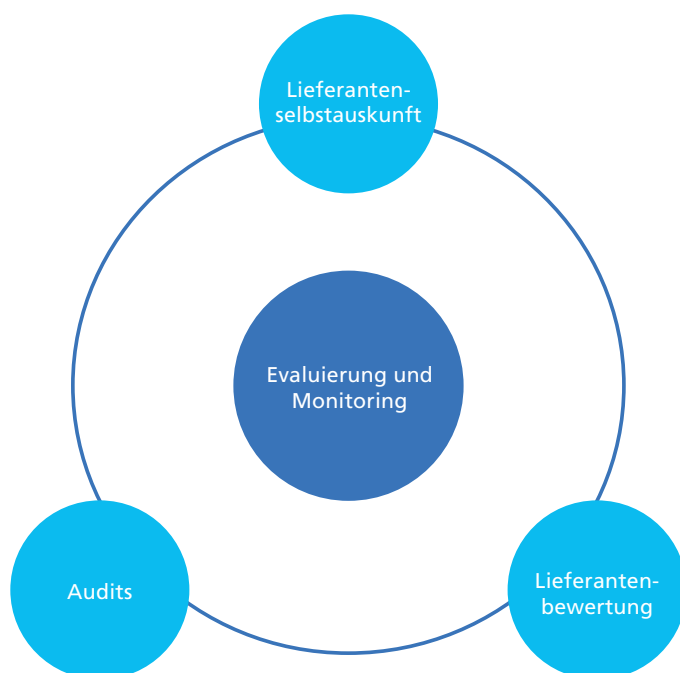 Lieferanten-
selbstauskunft
Evaluierung und
Monitoring
Audits
Lieferanten-
bewertung